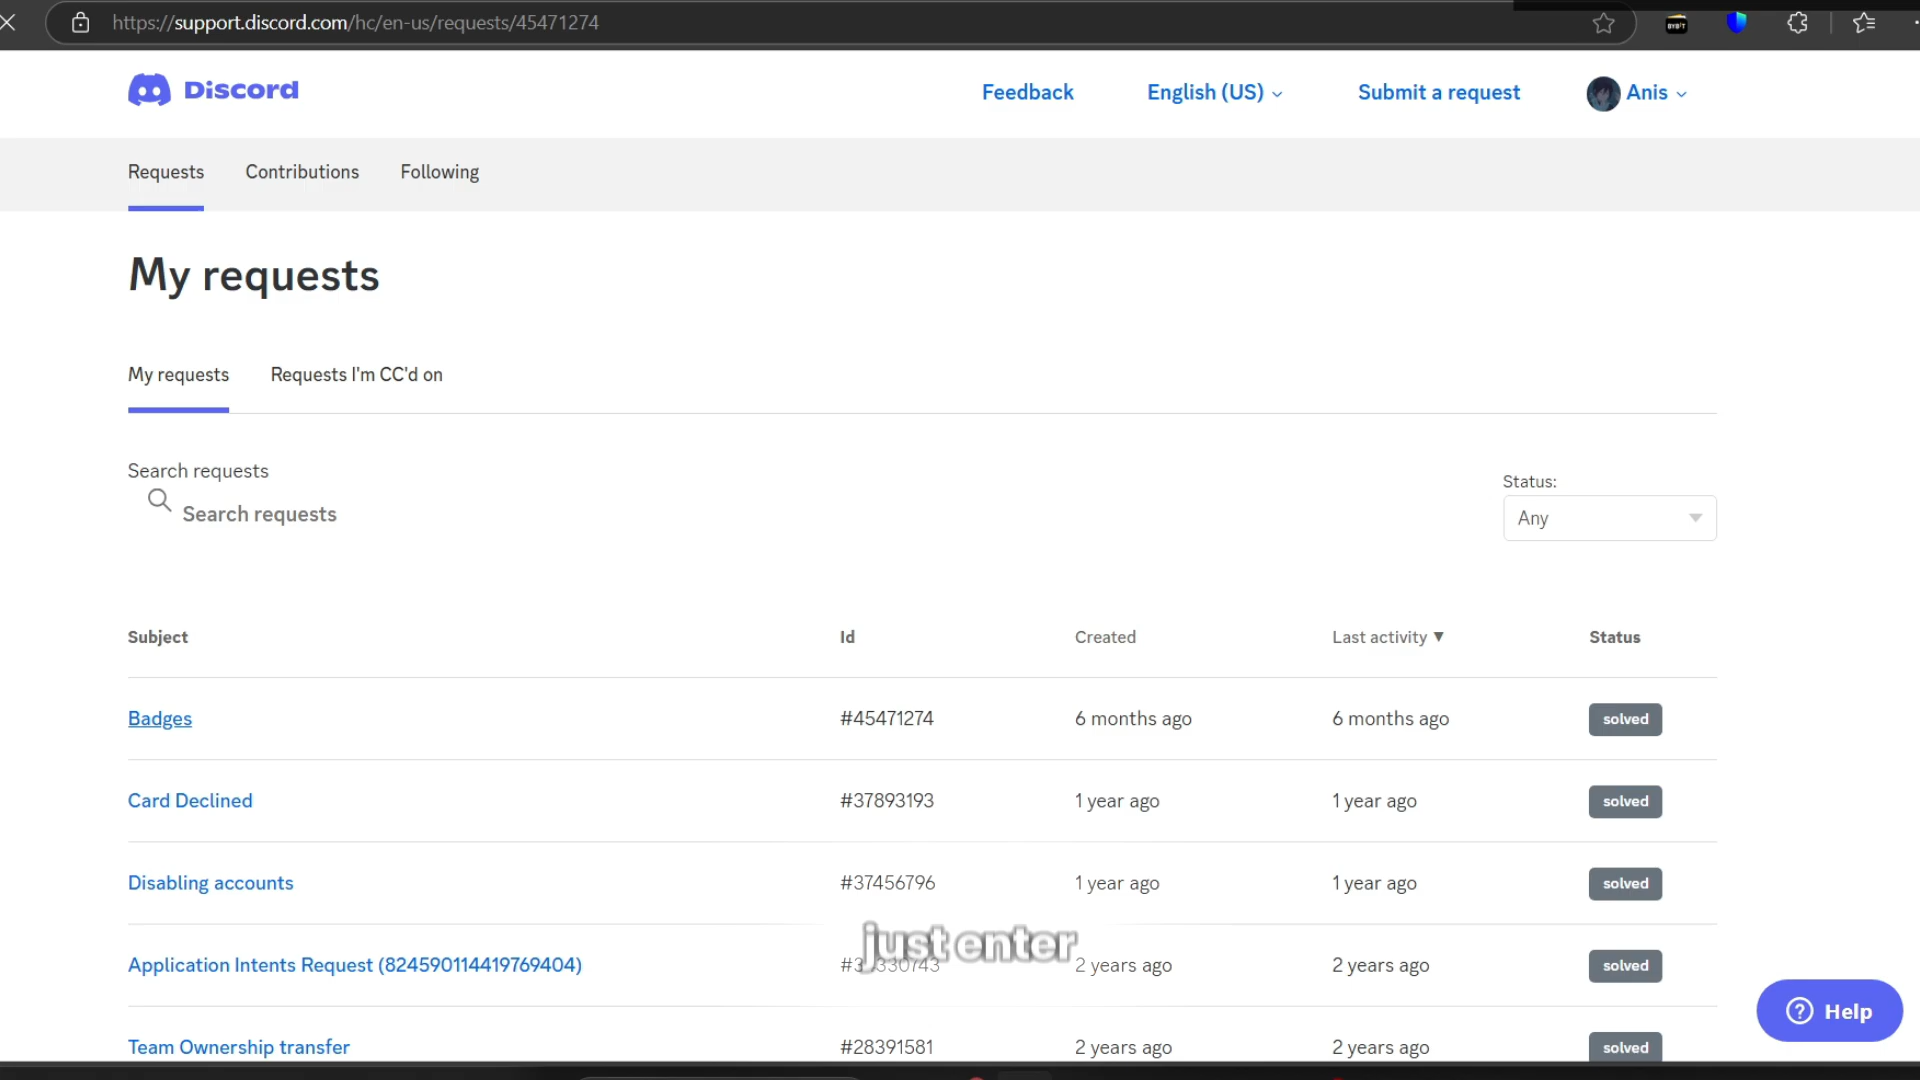 https://support.discord.com/hc/en-us/requests/45471274
BYBIT
Discord
Feedback
English (US)
Submit a request
Anis
Requests
Contributions
Following
My requests
My requests
Requests I'm CC'd on
Search requests
Search requests
Status:
Any
Subject
Id
Created
Last activity ▼
Status
Badges
#45471274
6 months ago
6 months ago
solved
Card Declined
#37893193
1 year ago
1 year ago
solved
Disabling accounts
#37456796
1 year ago
1 year ago
solved
just enter
Application Intents Request (824590114419769404)
2 years ago
2 years ago
solved
Help
Team Ownership transfer
#28391581
2 years ago
2 years ago
solved